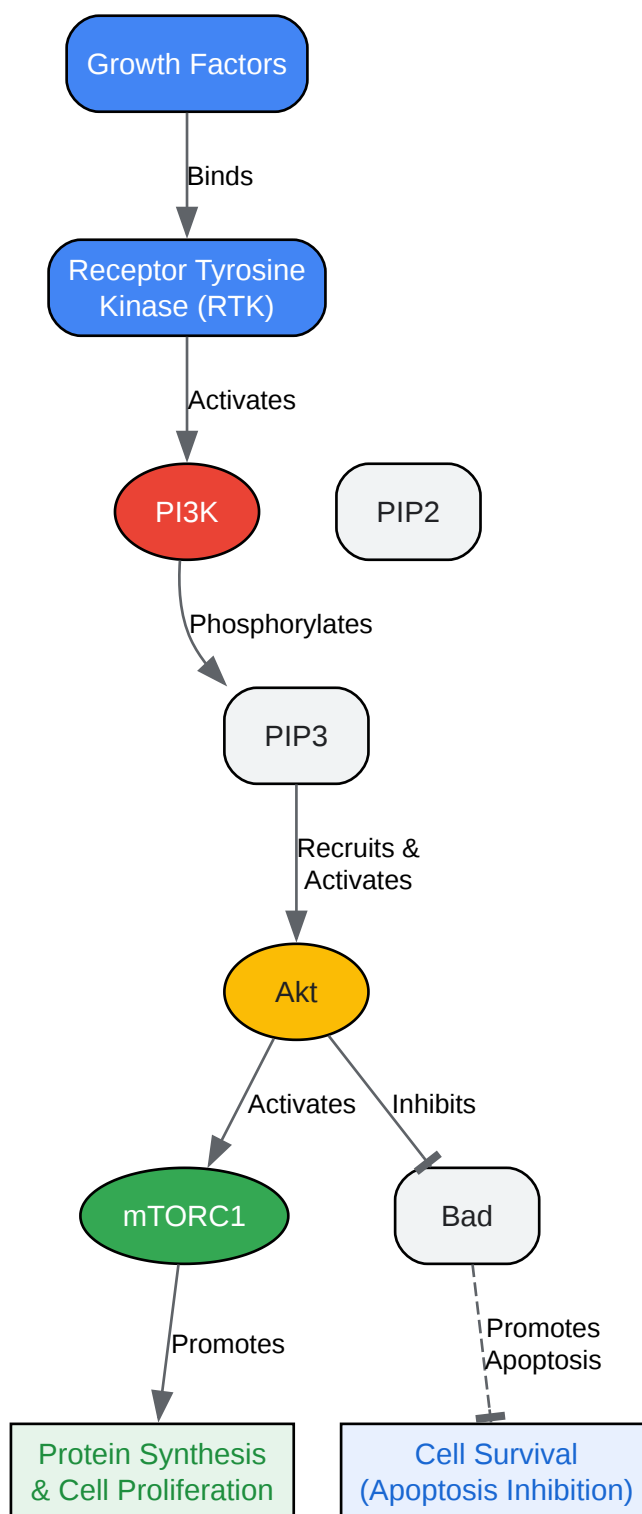 Growth Factors
Binds
Receptor Tyrosine
Kinase (RTK)
Activates
PI3K
PIP2
Phosphorylates
PIP3
Recruits &
Activates
Akt
Activates
Inhibits
mTORC1
Bad
Promotes
Promotes
Apoptosis
Protein Synthesis
& Cell Proliferation
Cell Survival
(Apoptosis Inhibition)